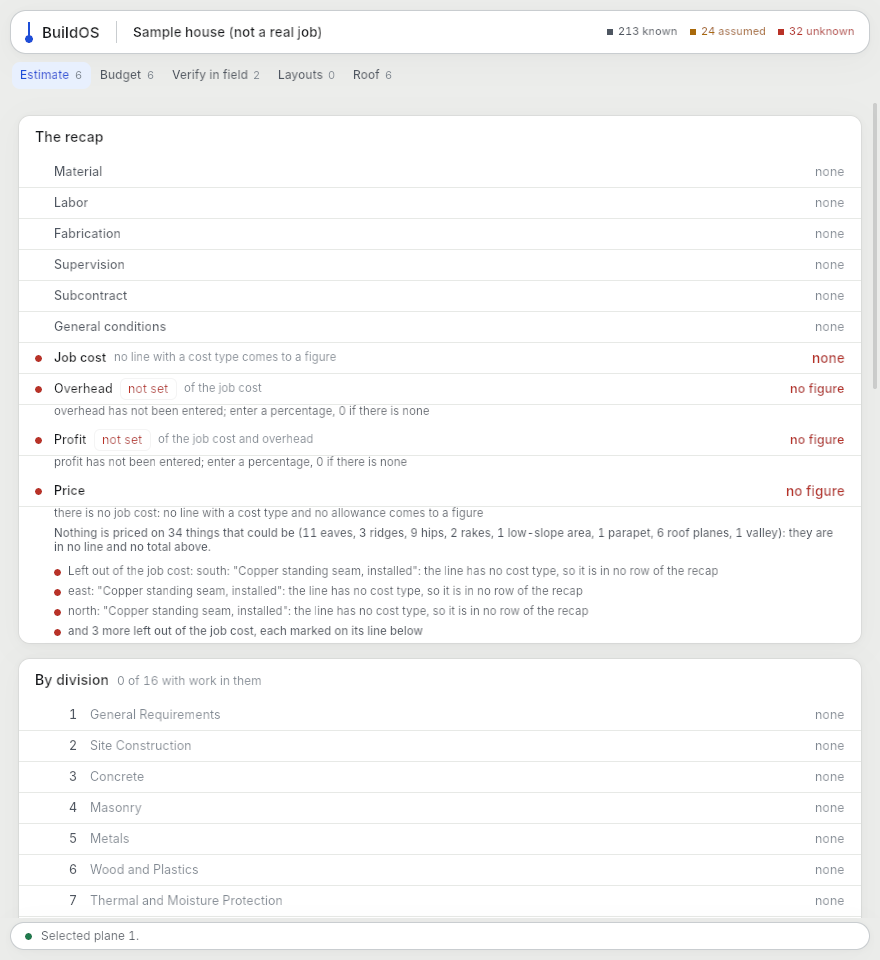 BuildOS
Sample house (not a real job)
213 known
24 assumed
32 unknown
Estimate 6
Budget 6
Verify in field 2
Layouts 0
Roof 6
The recap
Material none
Labor none
Fabrication none
Supervision none
Subcontract none
General conditions none
Job cost no line with a cost type comes to a figure none
Overhead not set of the job cost no figure
overhead has not been entered; enter a percentage, 0 if there is none
Profit not set of the job cost and overhead no figure
profit has not been entered; enter a percentage, 0 if there is none
Price no figure
there is no job cost: no line with a cost type and no allowance comes to a figure
Nothing is priced on 34 things that could be (11 eaves, 3 ridges, 9 hips, 2 rakes, 1 low-slope area, 1 parapet, 6 roof planes, 1 valley): they are
in no line and no total above.
Left out of the job cost: south: "Copper standing seam, installed": the line has no cost type, so it is in no row of the recap
east: "Copper standing seam, installed": the line has no cost type, so it is in no row of the recap
north: "Copper standing seam, installed": the line has no cost type, so it is in no row of the recap
and 3 more left out of the job cost, each marked on its line below
By division 0 of 16 with work in them
1 General Requirements none
2 Site Construction none
3 Concrete none
4 Masonry none
5 Metals none
6 Wood and Plastics none
7 Thermal and Moisture Protection none
Selected plane 1.